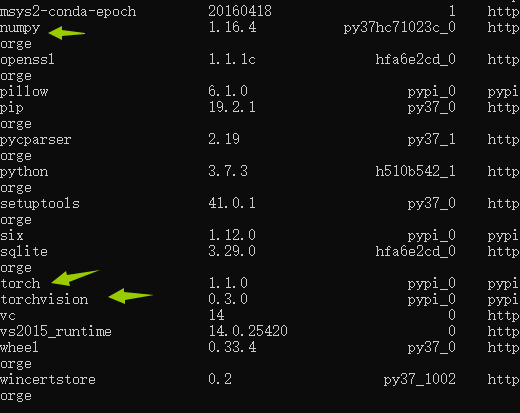 msys2-conda-epoch 20160418 1 http
numpy 1.16.4 py37hc71023c_0 http
orge
openssl 1.1.1c hfa6e2cd_0 http
orge
pillow 6.1.0 pypi_0 pypi
pip 19.2.1 py37_0 http
orge
pycparser 2.19 py37_1 http
orge
python 3.7.3 h510b542_1 http
orge
setuptools 41.0.1 py37_0 http
orge
six 1.12.0 pypi_0 pypi
sqlite 3.29.0 hfa6e2cd_0 http
orge
torch 1.1.0 pypi_0 pypi
torchvision 0.3.0 pypi_0 pypi
vc 14 0 http
vs2015_runtime 14.0.25420 0 http
wheel 0.33.4 py37_0 http
orge
wincertstore 0.2 py37_1002 http
orge